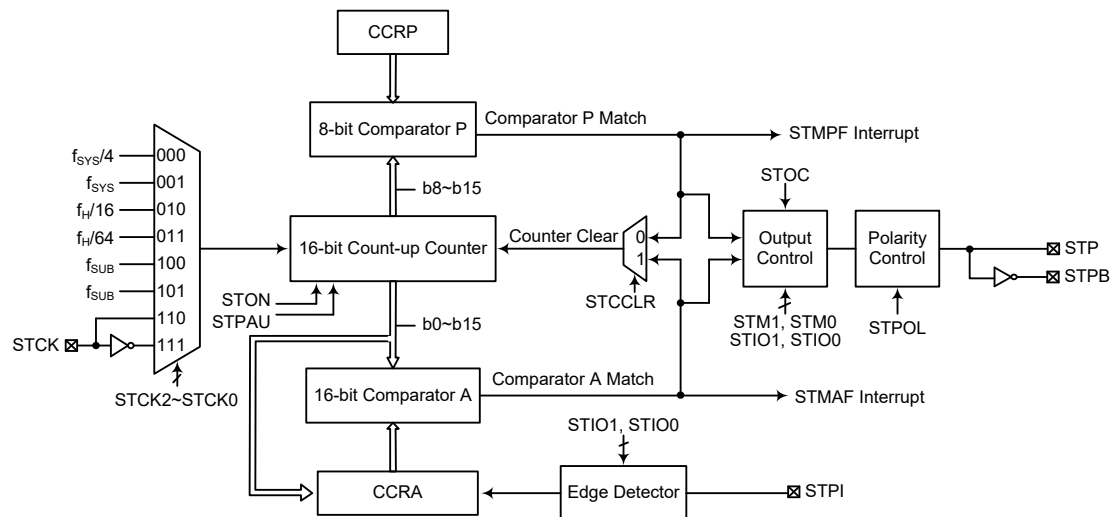 CCRP
8-bit Comparator P
Comparator P Match
STMPF Interrupt
b8~b15
fSYS/4
000
fSYS
001
fH/16
010
fH/64
011
fSUB
100
fSUB
101
110
111
STCK
STCK2~STCK0
16-bit Count-up Counter
STON
STPAU
Counter Clear
0
1
STCCLR
STOC
Output
Control
STM1, STM0
STIO1, STIO0
Polarity
Control
STPOL
STP
STPB
b0~b15
16-bit Comparator A
Comparator A Match
STMAF Interrupt
STIO1, STIO0
CCRA
Edge Detector
STPI